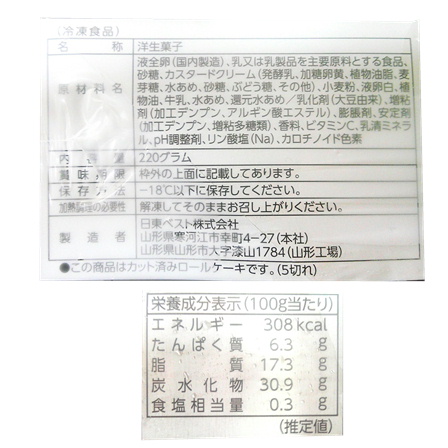 (冷凍食品)
名 称 洋生菓子
原材料名 液全卵(国内製造)、乳又は乳製品を主要原料とする食品、
砂糖、カスタードクリーム(発酵乳、加糖卵黄、植物油脂、麦
芽糖、水あめ、砂糖、ぶどう糖、その他)、小麦粉、液卵白、植
物油、牛乳、水あめ、還元水あめ/乳化剤(大豆由来)、増粘
剤(加工デンプン、アルギン酸エステル)、膨脹剤、安定剤
(加工デンプン、増粘多糖類)、香料、ビタミンC、乳清ミネラ
ル、pH調整剤、リン酸塩(Na)、カロチノイド色素
内容量 220グラム
賞味期限 枠外の上面に記載してあります。
保存方法 −18℃以下に保存してください。
加熱調理の必要性 解凍してそのままお召し上がりください。
製造者 日東ベスト株式会社
山形県寒河江市幸町4-27(本社)
山形県山形市大字漆山1784(山形工場)
●この商品はカット済みロールケーキです。(5切れ)
栄養成分表示(100g当たり)
エネルギー 308kcal
たんぱく質 6.3 g
脂質 17.3 g
炭水化物 30.9 g
食塩相当量 0.3 g
(推定値)